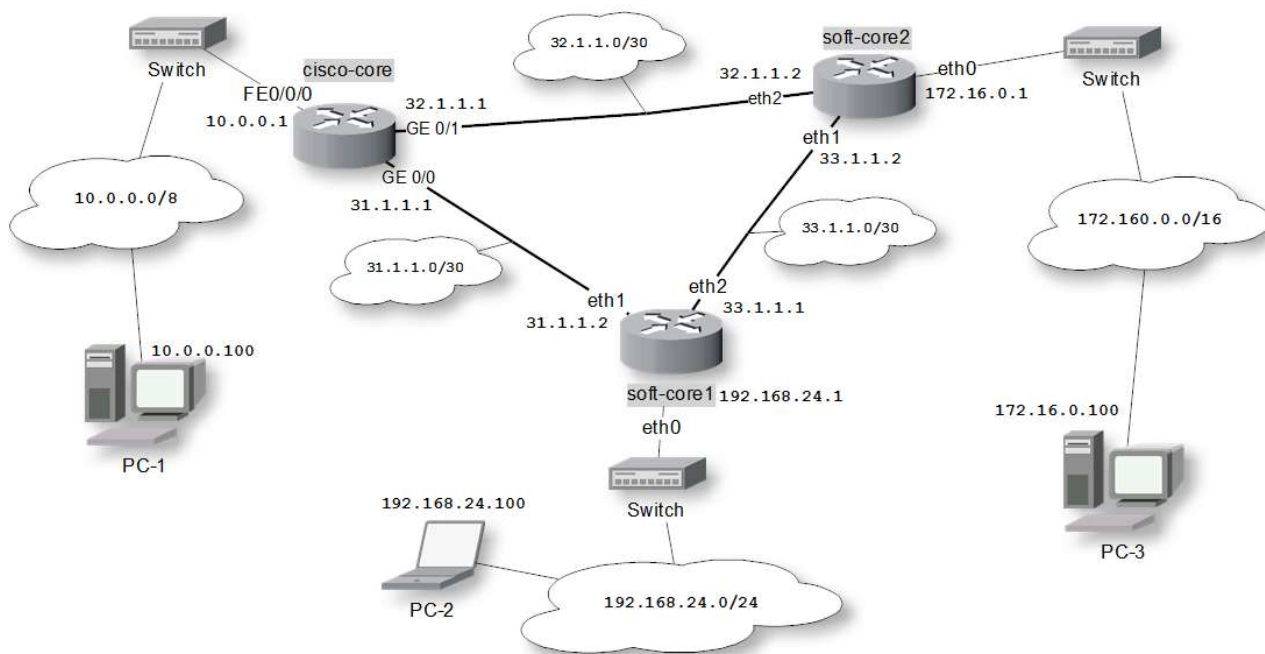 32.1.1.0/30
soft-core2
Switch
cisco-core
32.1.1.2
eth0
Switch
FE0/0/0
32.1.1.1
eth2
172.16.0.1
10.0.0.1
GE 0/1
eth1
GE 0/0
33.1.1.2
31.1.1.1
10.0.0.0/8
172.160.0.0/16
33.1.1.0/30
31.1.1.0/30
eth2
eth1
33.1.1.1
31.1.1.2
10.0.0.100
soft-core1
192.168.24.1
172.16.0.100
eth0
PC-1
192.168.24.100
Switch
PC-3
PC-2
192.168.24.0/24